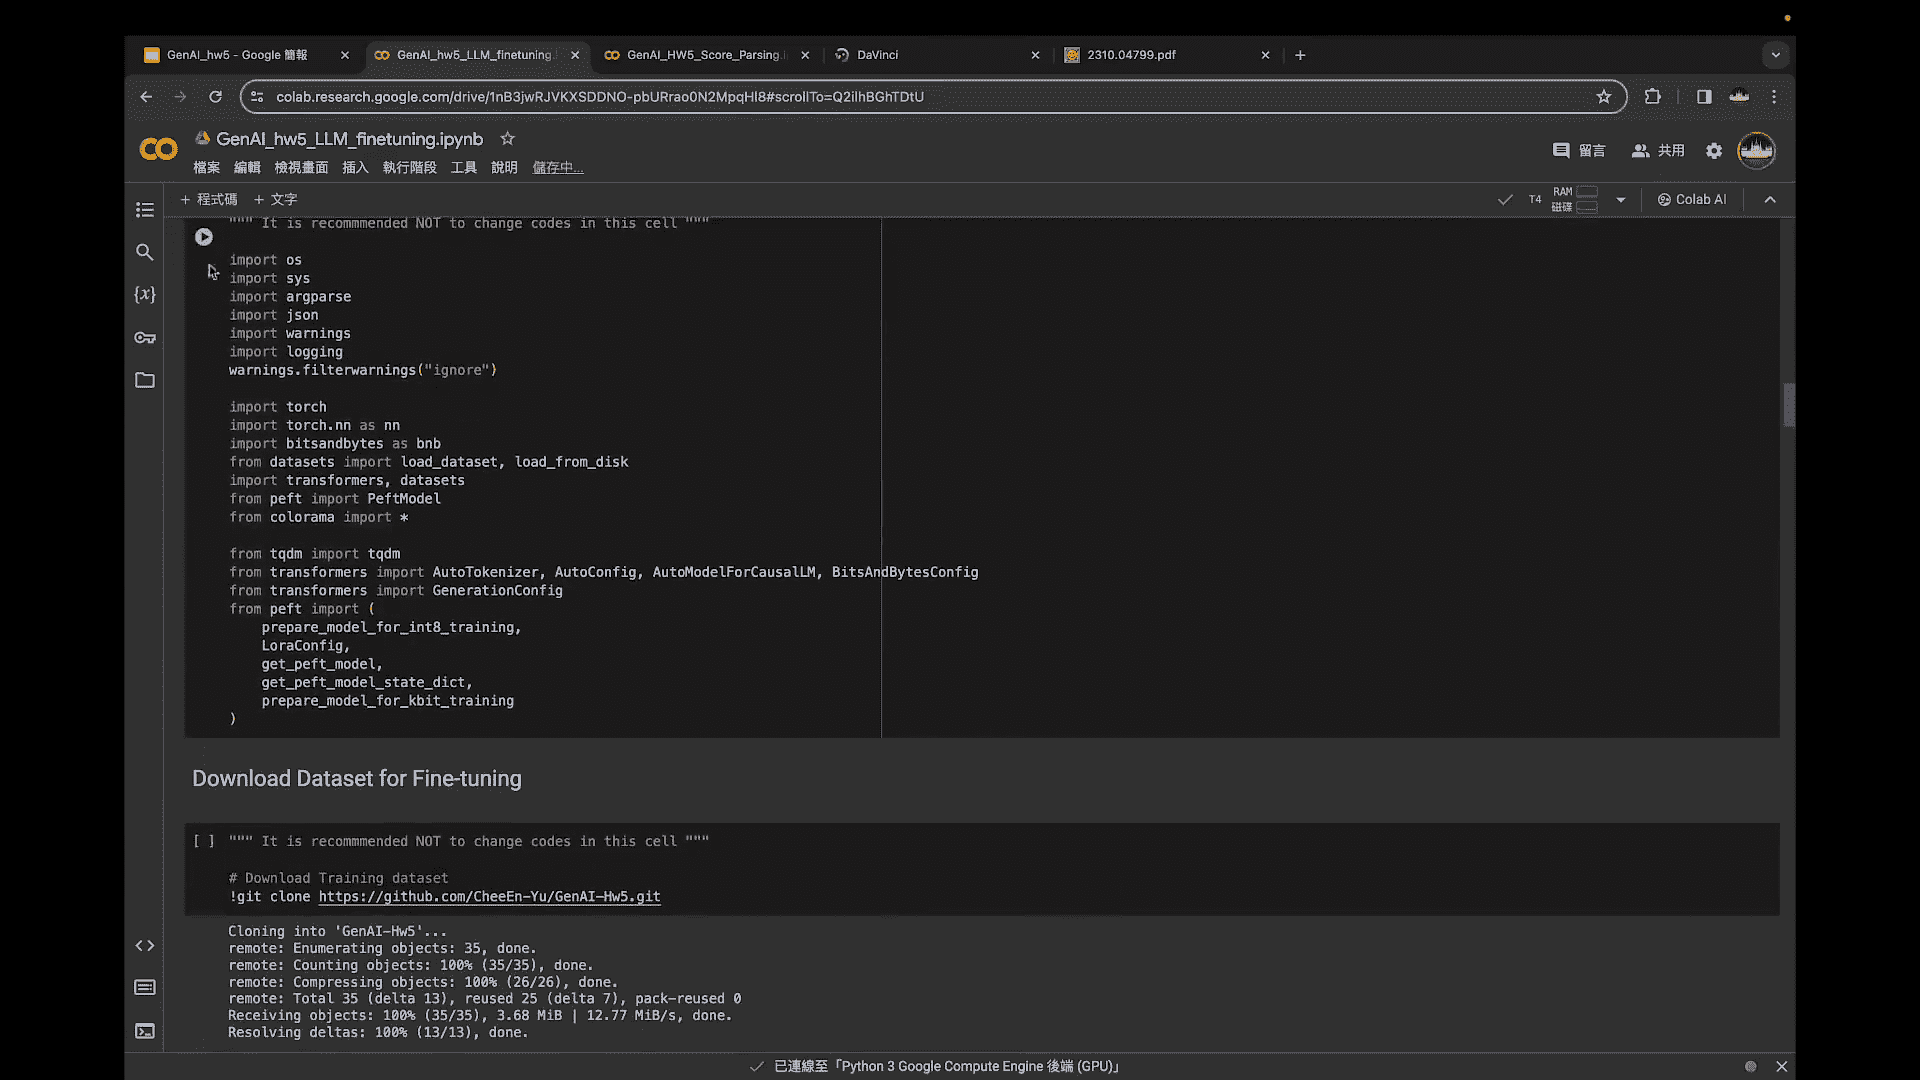 GenAI_hw5 - Google 簡報
GenAI_hw5_LLM_finetuning.
GenAI_HW5_Score_Parsing.i
DaVinci
2310.04799.pdf
colab.research.google.com/drive/1nB3jwRJVKXSDDNO-pbURrao0N2MpqHl8#scrollTo=Q2ilhBGhTDtU
GenAI_hw5_LLM_finetuning.ipynb
留言
共用
檔案 編輯 檢視畫面 插入 執行階段 工具 說明 儲存中...
+ 程式碼 + 文字
T4
RAM
磁碟
Colab AI
""" It is recommmended NOT to change codes in this cell """
import os
import sys
import argparse
import json
import warnings
import logging
warnings.filterwarnings("ignore")
import torch
import torch.nn as nn
import bitsandbytes as bnb
from datasets import load_dataset, load_from_disk
import transformers, datasets
from peft import PeftModel
from colorama import *
from tqdm import tqdm
from transformers import AutoTokenizer, AutoConfig, AutoModelForCausalLM, BitsAndBytesConfig
from transformers import GenerationConfig
from peft import (
prepare_model_for_int8_training,
LoraConfig,
get_peft_model,
get_peft_model_state_dict,
prepare_model_for_kbit_training
)
Download Dataset for Fine-tuning
[ ] """ It is recommmended NOT to change codes in this cell """
# Download Training dataset
!git clone https://github.com/CheeEn-Yu/GenAI-Hw5.git
Cloning into 'GenAI-Hw5'...
remote: Enumerating objects: 35, done.
remote: Counting objects: 100% (35/35), done.
remote: Compressing objects: 100% (26/26), done.
remote: Total 35 (delta 13), reused 25 (delta 7), pack-reused 0
Receiving objects: 100% (35/35), 3.68 MiB | 12.77 MiB/s, done.
Resolving deltas: 100% (13/13), done.
已連線至「Python 3 Google Compute Engine 後端 (GPU)」